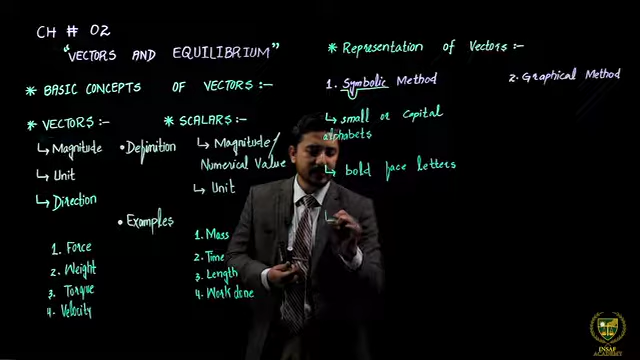 CH # 02
"VECTORS AND EQUILIBRIUM"
* BASIC CONCEPTS OF VECTORS :-
* VECTORS :-
↳ Magnitude
↳ Unit
↳ Direction
• Definition
• Examples
1. Force
2. Weight
3. Torque
4. Velocity
* SCALARS :-
↳ Magnitude/
Numerical Value
↳ Unit
1. Mass
2. Time
3. Length
4. Work done
* Representation of Vectors :-
1. Symbolic Method
↳ small or capital
alphabets
↳ bold face letters
2. Graphical Method
INSAF
ACADEMY